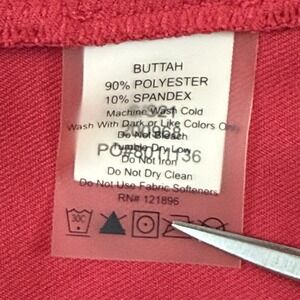 BUTTAH
90% POLYESTER
10% SPANDEX
Machine Wash Cold
Wash With Dark or Like Colors Only
Do Not Bleach
Tumble Dry Low
Do Not Iron
Do Not Dry Clean
Do Not Use Fabric Softeners
RN# 121896
30C